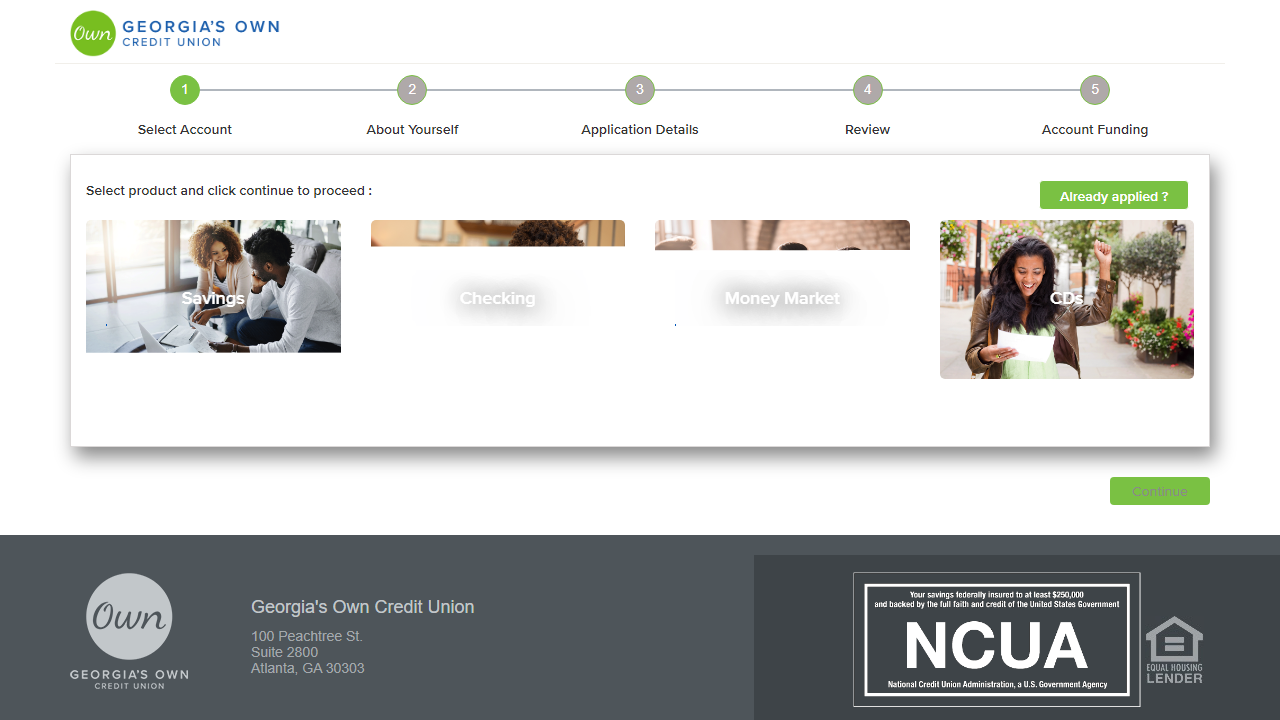 Own
GEORGIA'S OWN
CREDIT UNION
1
2
3
4
5
Select Account
About Yourself
Application Details
Review
Account Funding
Select product and click continue to proceed :
Already applied ?
Savings
Checking
Money Market
CDs
Continue
Own
GEORGIA'S OWN
CREDIT UNION
Georgia's Own Credit Union
100 Peachtree St.
Suite 2800
Atlanta, GA 30303
Your savings federally insured to at least $250,000
and backed by the full faith and credit of the United States Government
NCUA
National Credit Union Administration, a U.S. Government Agency
EQUAL HOUSING
LENDER